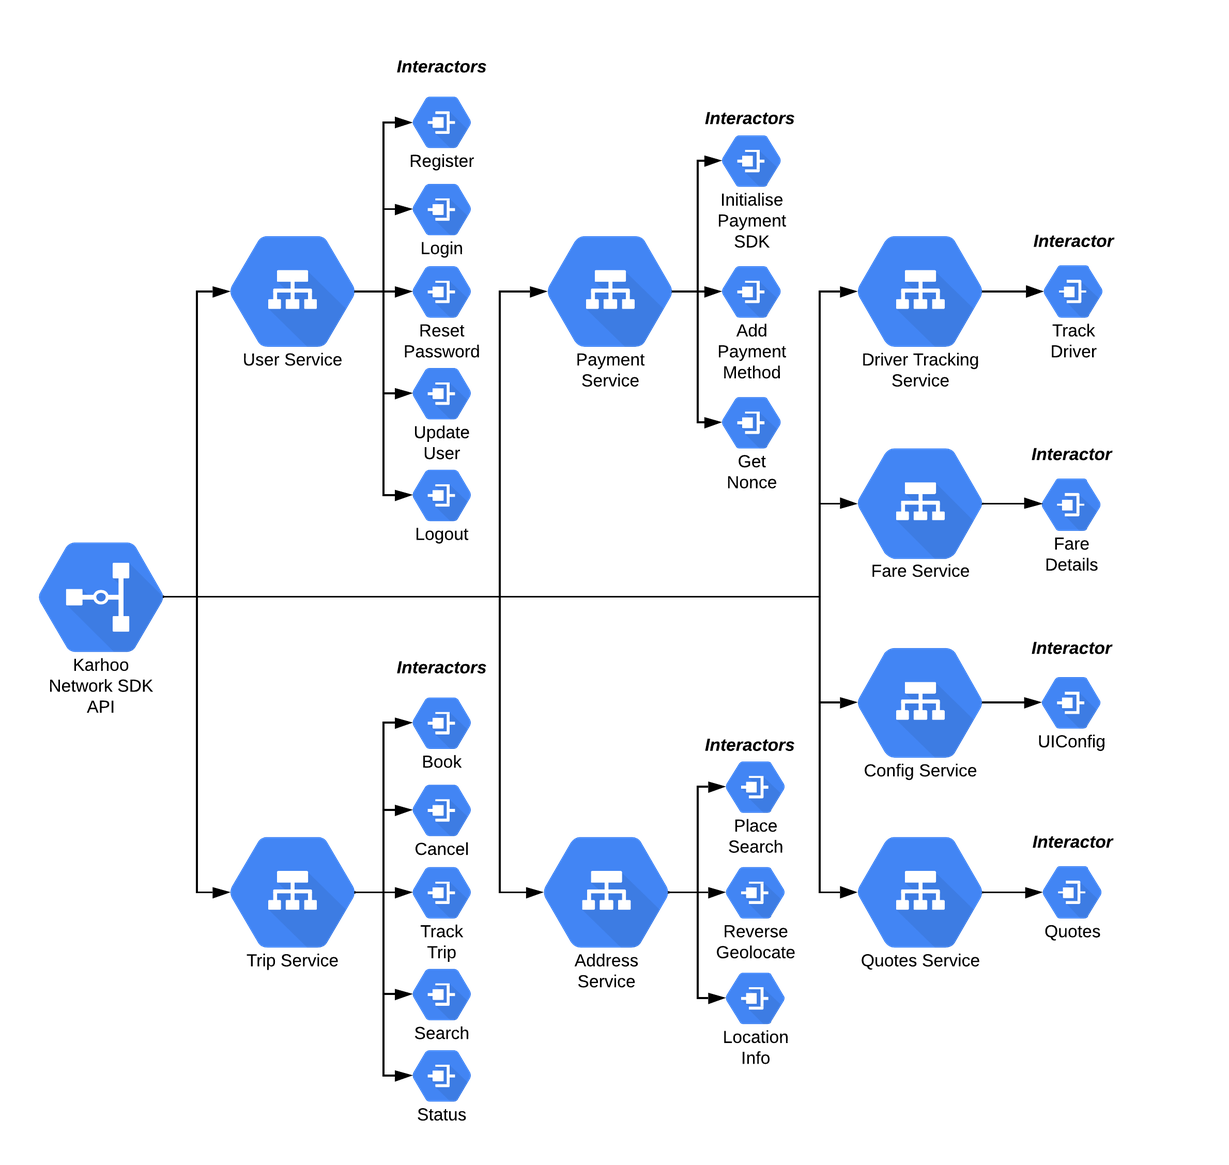 Interactors
Register
Login
Reset
Password
Update
User
Logout
User Service
Interactors
Initialise
Payment
SDK
Add
Payment
Method
Get
Nonce
Payment
Service
Interactor
Track
Driver
Driver Tracking
Service
Interactor
Fare
Details
Fare Service
Karhoo
Network SDK
API
Interactors
Book
Cancel
Track
Trip
Search
Status
Trip Service
Interactors
Place
Search
Reverse
Geolocate
Location
Info
Address
Service
Interactor
UIConfig
Config Service
Interactor
Quotes
Quotes Service